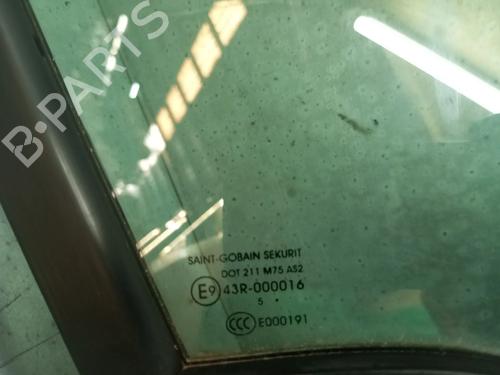 B-PARTS
SAINT-GOBAIN SEKURIT
DOT 211 M75 AS2
E9 43R-000016
5 •
CCC E000191